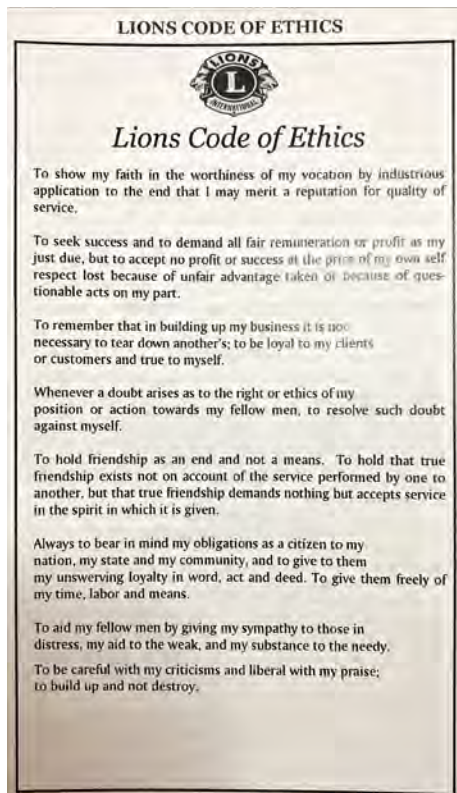 LIONS CODE OF ETHICS
LIONS
L
INTERNATIONAL
Lions Code of Ethics
To show my faith in the worthiness of my vocation by industrious
application to the end that I may merit a reputation for quality of
service.
To seek success and to demand all fair remuneration or profit as my
just due, but to accept no profit or success at the price of my own self
respect lost because of unfair advantage taken or because of ques-
tionable acts on my part.
To remember that in building up my business it is not
necessary to tear down another's; to be loyal to my clients
or customers and true to myself.
Whenever a doubt arises as to the right or ethics of my
position or action towards my fellow men, to resolve such doubt
against myself.
To hold friendship as an end and not a means. To hold that true
friendship exists not on account of the service performed by one to
another, but that true friendship demands nothing but accepts service
in the spirit in which it is given.
Always to bear in mind my obligations as a citizen to my
nation, my state and my community, and to give to them
my unswerving loyalty in word, act and deed. To give them freely of
my time, labor and means.
To aid my fellow men by giving my sympathy to those in
distress, my aid to the weak, and my substance to the needy.
To be careful with my criticisms and liberal with my praise;
to build up and not destroy.